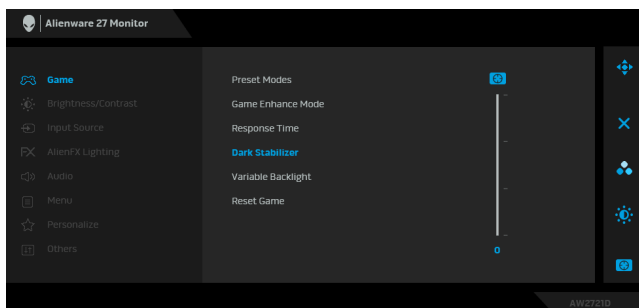 Alienware 27 Monitor
Game
Brightness/Contrast
Input Source
FX AlienFX Lighting
Audio
Menu
Personalize
Others
Preset Modes
Game Enhance Mode
Response Time
Dark Stabilizer
Variable Backlight
Reset Game
0
AW2721D